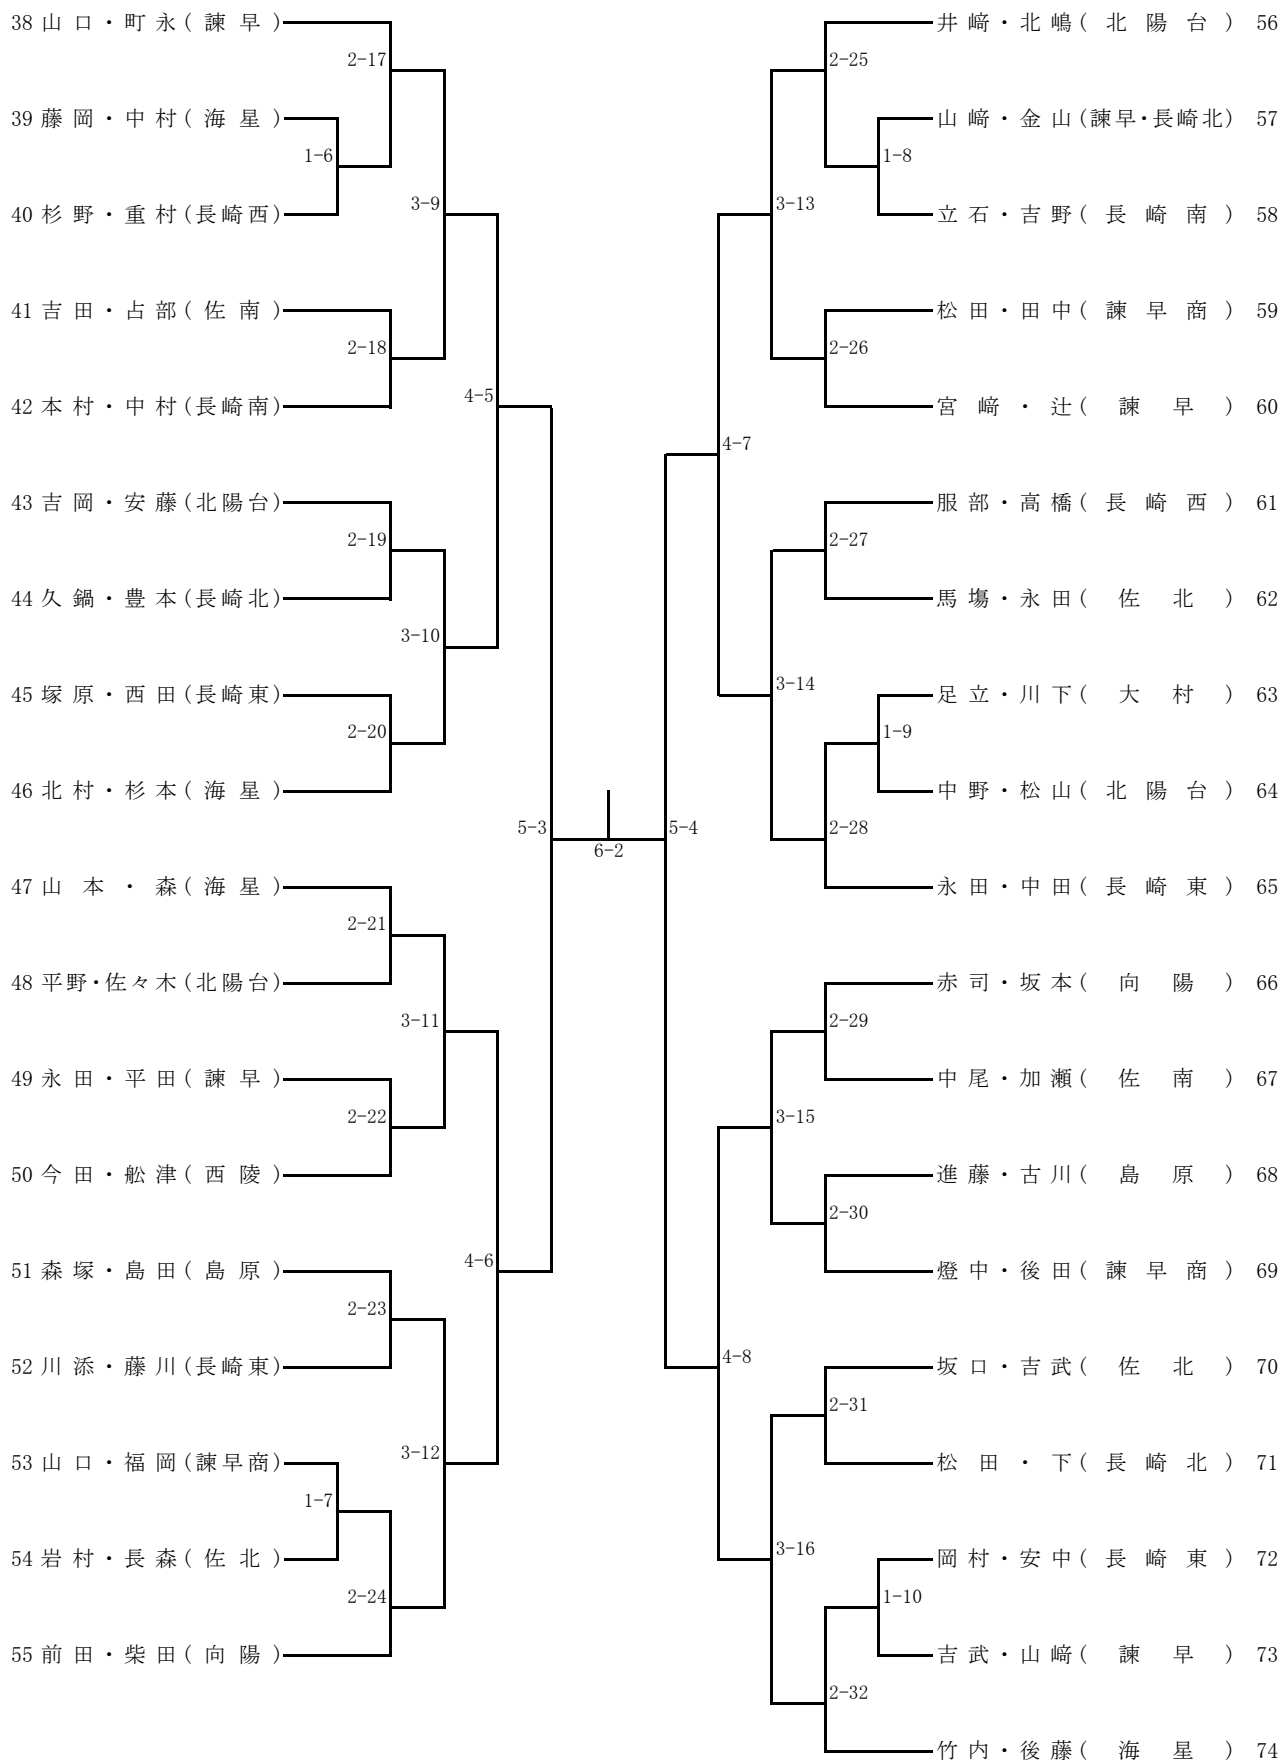 38 山口・町永(諫早)
2-17
39 藤岡・中村(海星)
1-6
40 杉野・重村(長崎西)
3-9
41 吉田・占部(佐南)
2-18
42 本村・中村(長崎南)
4-5
43 吉岡・安藤(北陽台)
2-19
44 久鍋・豊本(長崎北)
3-10
45 塚原・西田(長崎東)
2-20
46 北村・杉本(海星)
5-3
47 山本・森(海星)
2-21
48 平野・佐々木(北陽台)
3-11
49 永田・平田(諫早)
2-22
50 今田・舩津(西陵)
4-6
51 森塚・島田(島原)
2-23
52 川添・藤川(長崎東)
3-12
53 山口・福岡(諫早商)
1-7
54 岩村・長森(佐北)
2-24
55 前田・柴田(向陽)
6-2
井﨑・北嶋(北陽台) 56
2-25
山﨑・金山(諫早・長崎北) 57
1-8
立石・吉野(長崎南) 58
3-13
松田・田中(諫早商) 59
2-26
宮﨑・辻(諫早) 60
4-7
服部・高橋(長崎西) 61
2-27
馬塲・永田(佐北) 62
3-14
足立・川下(大村) 63
1-9
中野・松山(北陽台) 64
2-28
5-4
永田・中田(長崎東) 65
赤司・坂本(向陽) 66
2-29
中尾・加瀬(佐南) 67
3-15
進藤・古川(島原) 68
2-30
燈中・後田(諫早商) 69
4-8
坂口・吉武(佐北) 70
2-31
松田・下(長崎北) 71
3-16
岡村・安中(長崎東) 72
1-10
吉武・山﨑(諫早) 73
2-32
竹内・後藤(海星) 74